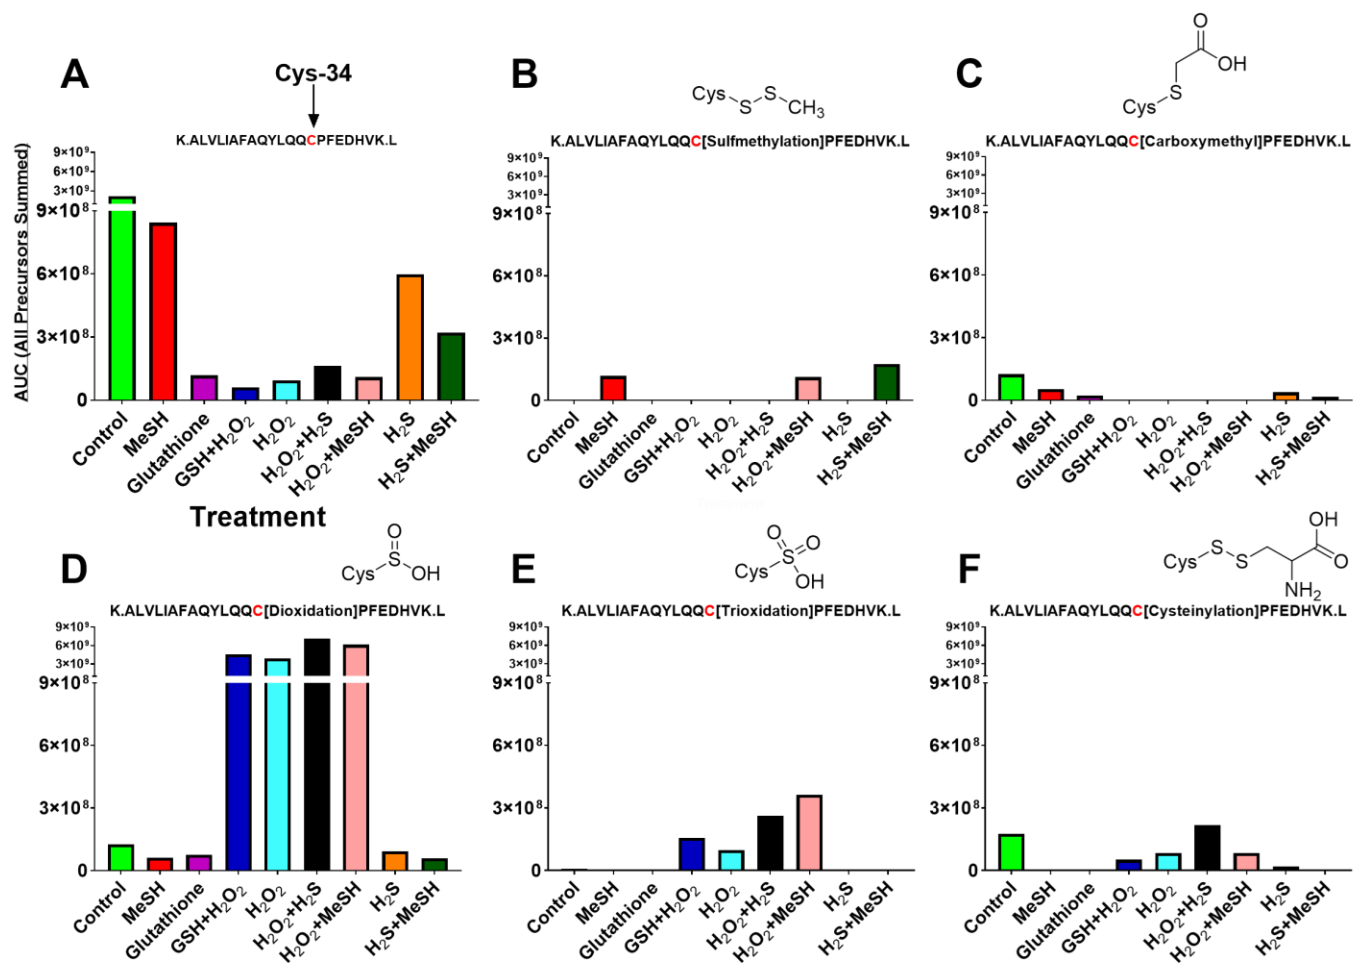 A
Cys-34
K.ALVLIAFAQYLQQCPFEDHVK.L
AUC (All Precursors Summed)
9×10⁹
6×10⁹
3×10⁹
9×10⁸
6×10⁸
3×10⁸
0
Control
MeSH
Glutathione
GSH+H₂O₂
H₂O₂
H₂O₂+H₂S
H₂O₂+MeSH
H₂S
H₂S+MeSH
Treatment
B
Cys
S
S
CH₃
K.ALVLIAFAQYLQQC[Sulfmethylation]PFEDHVK.L
9×10⁹
6×10⁹
3×10⁹
9×10⁸
6×10⁸
3×10⁸
0
Control
MeSH
Glutathione
GSH+H₂O₂
H₂O₂
H₂O₂+H₂S
H₂O₂+MeSH
H₂S
H₂S+MeSH
C
O
OH
S
Cys
K.ALVLIAFAQYLQQC[Carboxymethyl]PFEDHVK.L
9×10⁹
6×10⁹
3×10⁹
9×10⁸
6×10⁸
3×10⁸
0
Control
MeSH
Glutathione
GSH+H₂O₂
H₂O₂
H₂O₂+H₂S
H₂O₂+MeSH
H₂S
H₂S+MeSH
D
O
S
Cys
OH
K.ALVLIAFAQYLQQC[Dioxidation]PFEDHVK.L
9×10⁹
6×10⁹
3×10⁹
9×10⁸
6×10⁸
3×10⁸
0
Control
MeSH
Glutathione
GSH+H₂O₂
H₂O₂
H₂O₂+H₂S
H₂O₂+MeSH
H₂S
H₂S+MeSH
E
O
O
S
Cys
OH
K.ALVLIAFAQYLQQC[Trioxidation]PFEDHVK.L
9×10⁹
6×10⁹
3×10⁹
9×10⁸
6×10⁸
3×10⁸
0
Control
MeSH
Glutathione
GSH+H₂O₂
H₂O₂
H₂O₂+H₂S
H₂O₂+MeSH
H₂S
H₂S+MeSH
F
OH
S
S
O
Cys
NH₂
K.ALVLIAFAQYLQQC[Cysteinylation]PFEDHVK.L
9×10⁹
6×10⁹
3×10⁹
9×10⁸
6×10⁸
3×10⁸
0
Control
MeSH
Glutathione
GSH+H₂O₂
H₂O₂
H₂O₂+H₂S
H₂O₂+MeSH
H₂S
H₂S+MeSH